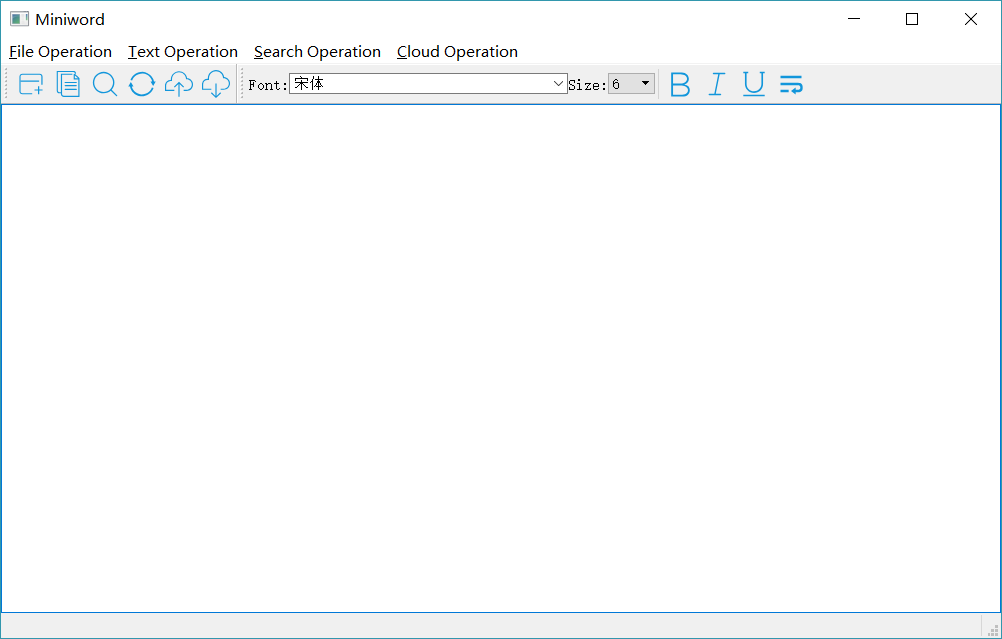 Miniword
File Operation Text Operation Search Operation Cloud Operation
Font: 宋体 Size: 6 B I U